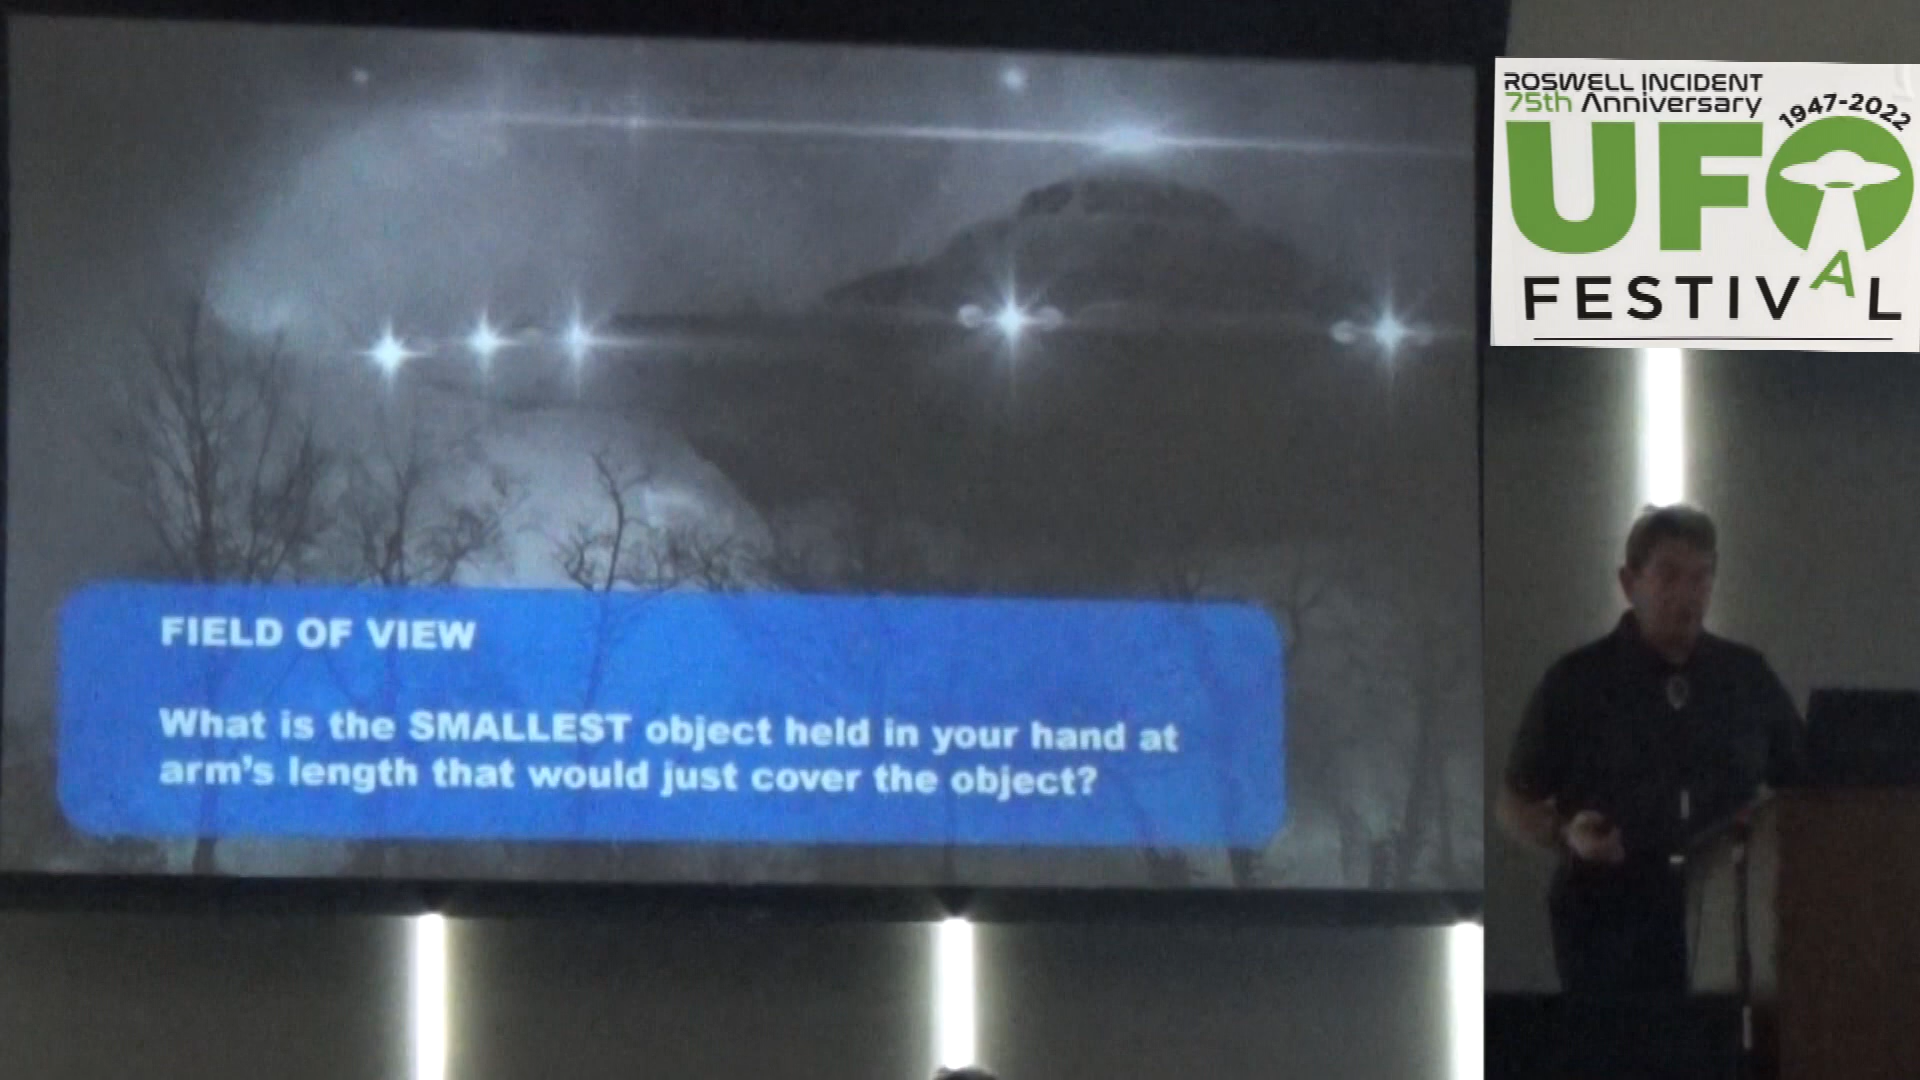 FIELD OF VIEW
What is the SMALLEST object held in your hand at
arm's length that would just cover the object?
ROSWELL INCIDENT
75th Anniversary
1947-2022
UFO
FESTIVAL